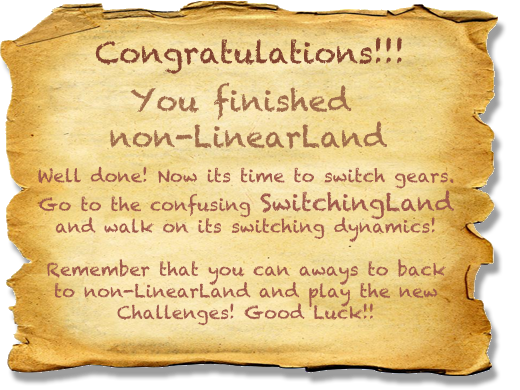 Congratulations!!!
You finished
non-LinearLand
Well done! Now its time to switch gears.
Go to the confusing SwitchingLand
and walk on its switching dynamics!
Remember that you can aways to back
to non-LinearLand and play the new
Challenges! Good Luck!!